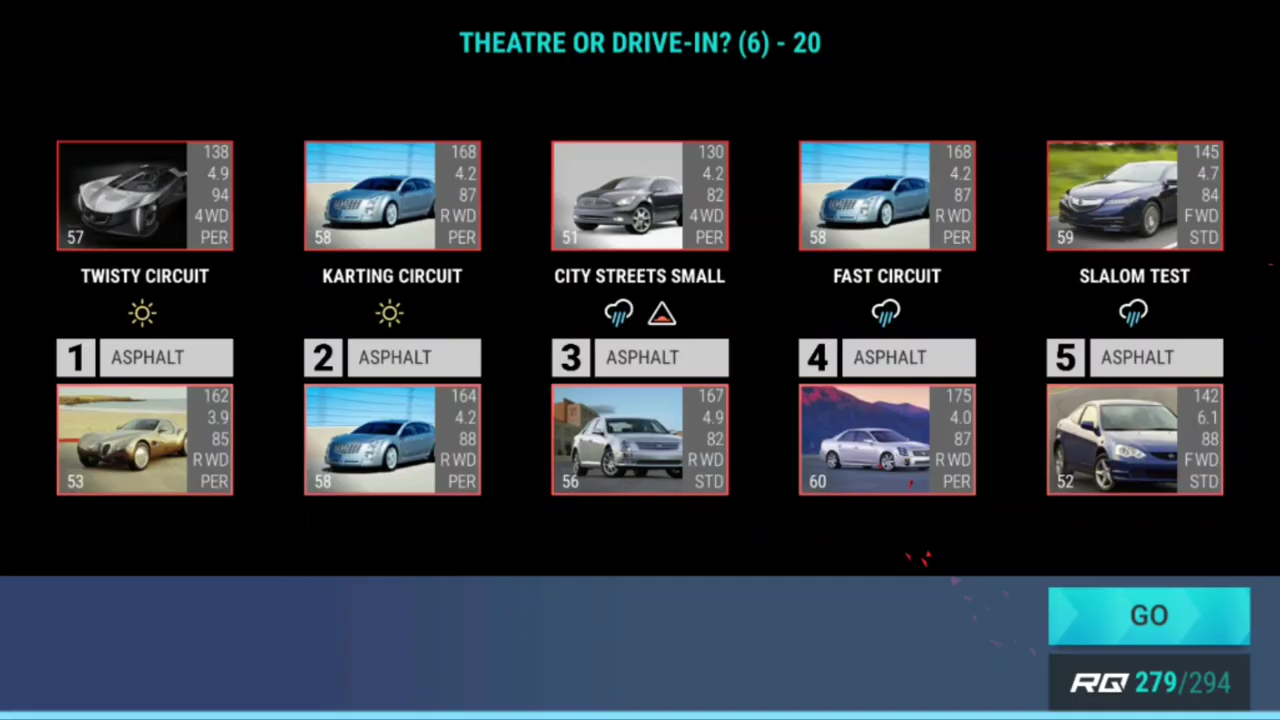 THEATRE OR DRIVE-IN? (6) - 20
138
4.9
94
4WD
57 PER
168
4.2
87
RWD
58 PER
130
4.2
82
4WD
51 PER
168
4.2
87
RWD
58 PER
145
4.7
84
FWD
59 STD
TWISTY CIRCUIT
KARTING CIRCUIT
CITY STREETS SMALL
FAST CIRCUIT
SLALOM TEST
1 ASPHALT
2 ASPHALT
3 ASPHALT
4 ASPHALT
5 ASPHALT
162
3.9
85
RWD
53 PER
164
4.2
88
RWD
58 PER
167
4.9
82
RWD
56 STD
175
4.0
87
RWD
60 PER
142
6.1
88
FWD
52 STD
GO
RQ 279/294